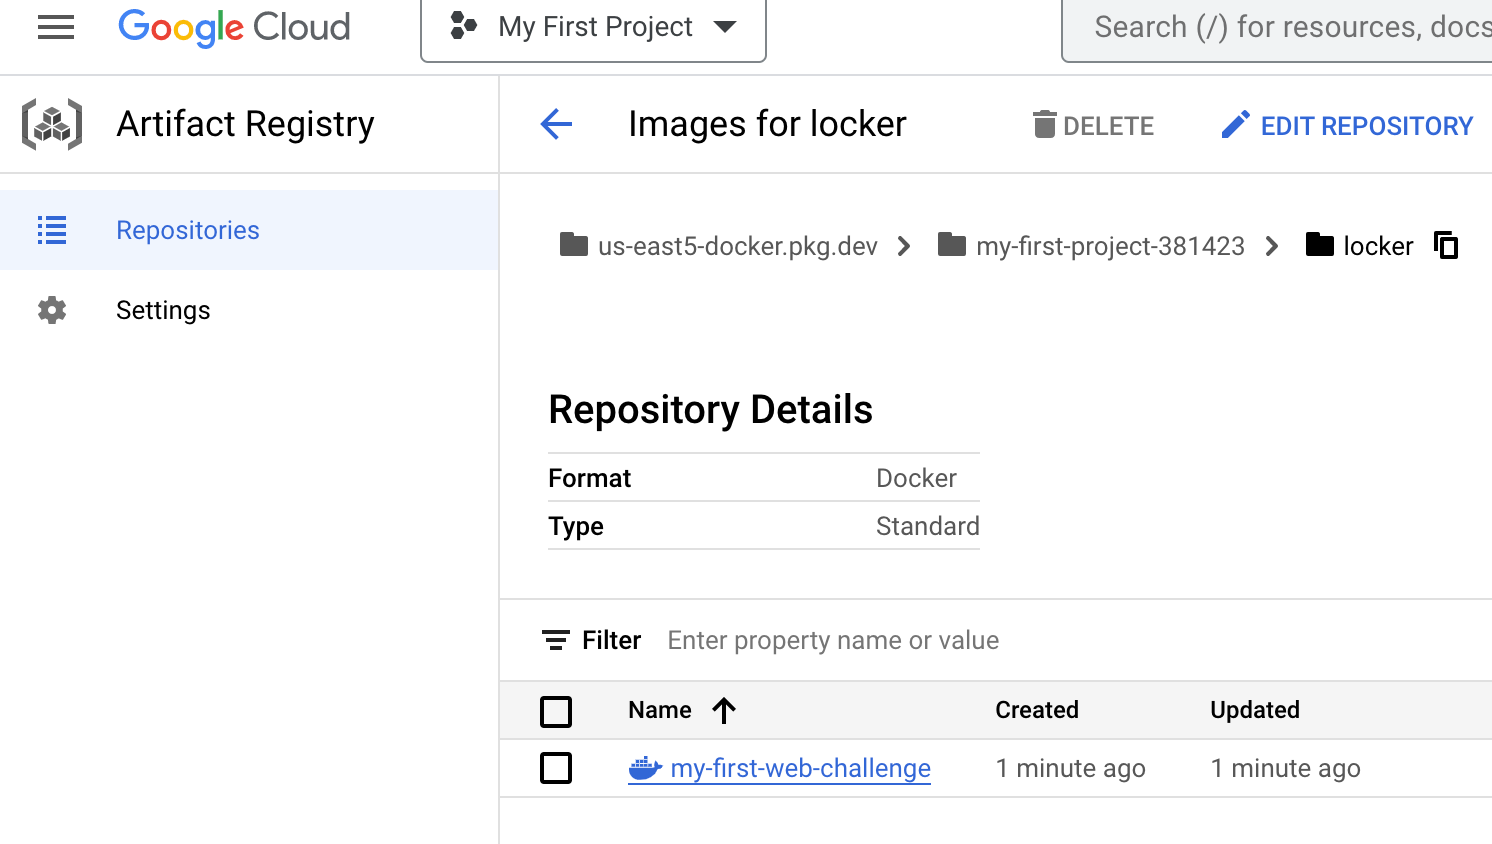 Google Cloud
My First Project
Search (/) for resources, docs
Artifact Registry
Images for locker
DELETE
EDIT REPOSITORY
Repositories
Settings
us-east5-docker.pkg.dev
my-first-project-381423
locker
Repository Details
Format Docker
Type Standard
Filter Enter property name or value
Name Created Updated
my-first-web-challenge 1 minute ago 1 minute ago